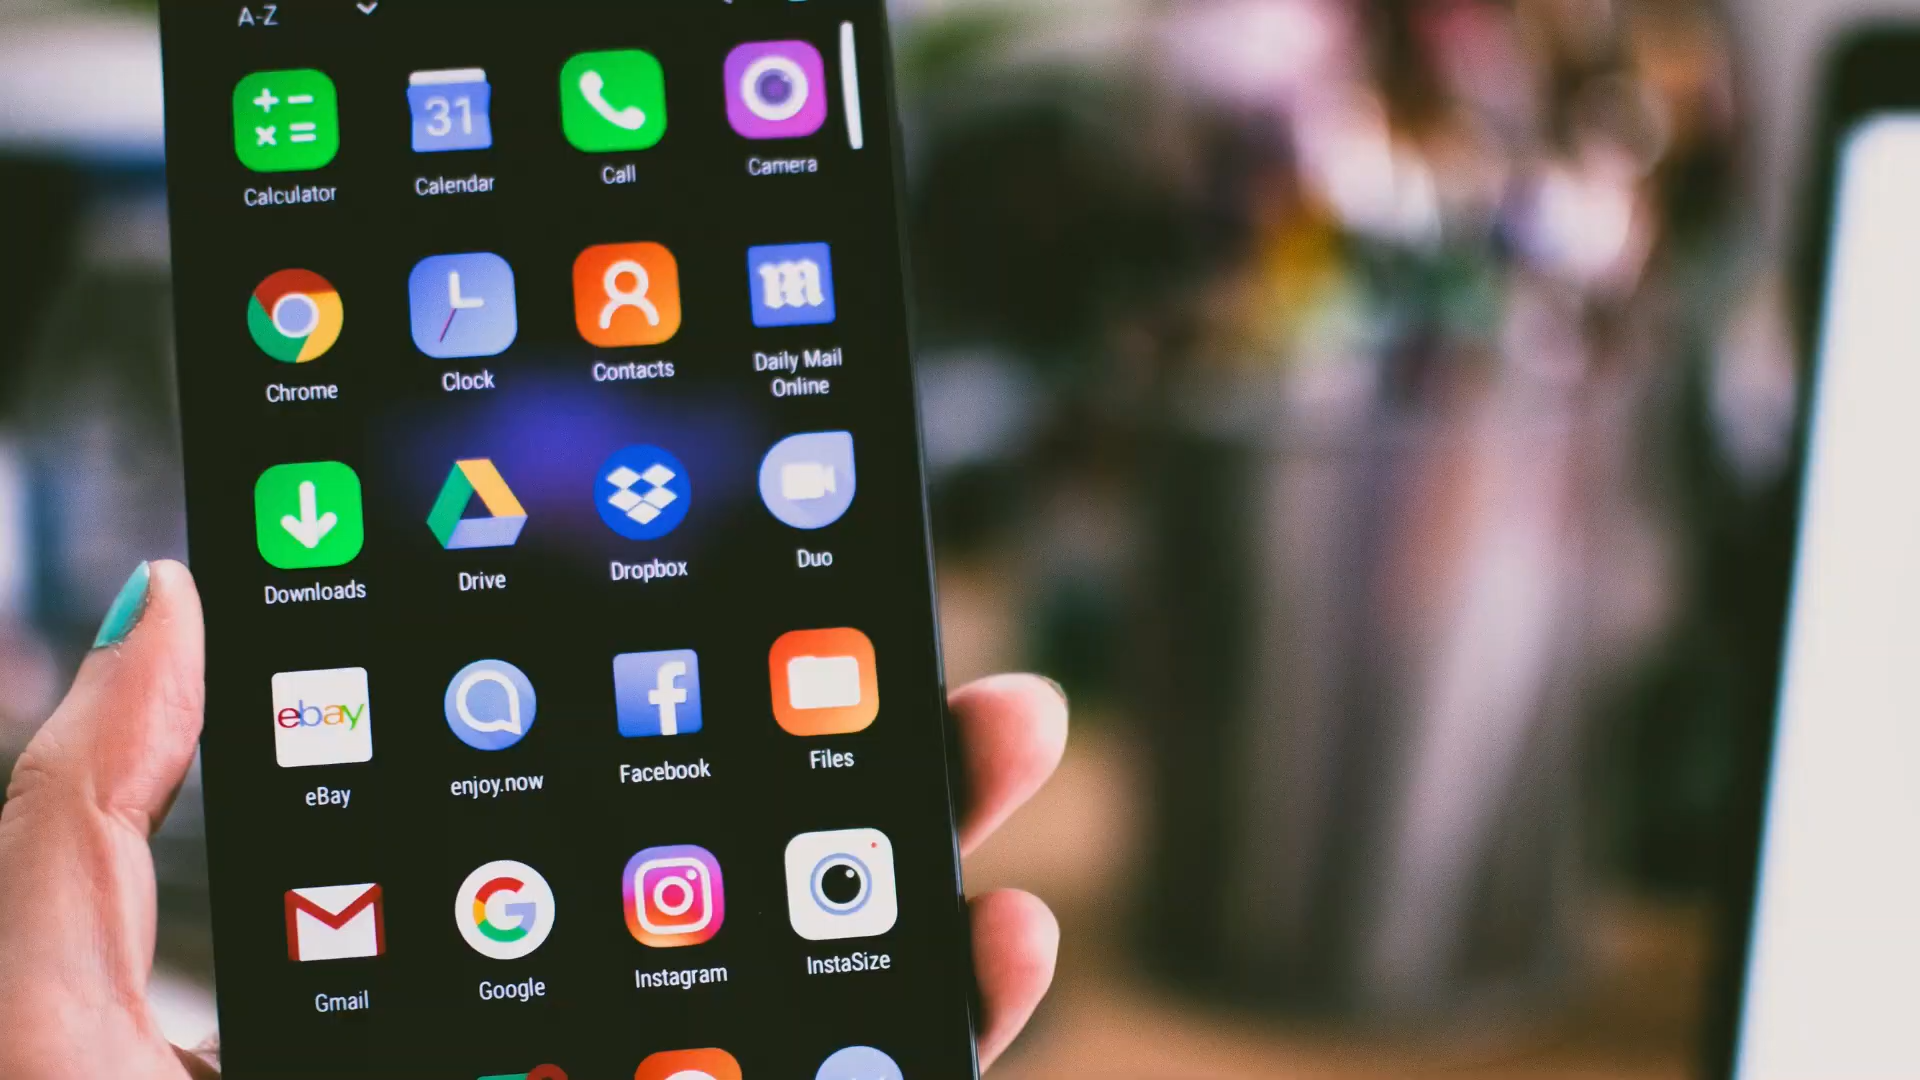 A-Z
31
Calculator
Calendar
Call
Camera
Chrome
Clock
Contacts
Daily Mail
Online
Downloads
Drive
Dropbox
Duo
ebay
eBay
enjoy.now
Facebook
Files
Gmail
Google
Instagram
InstaSize